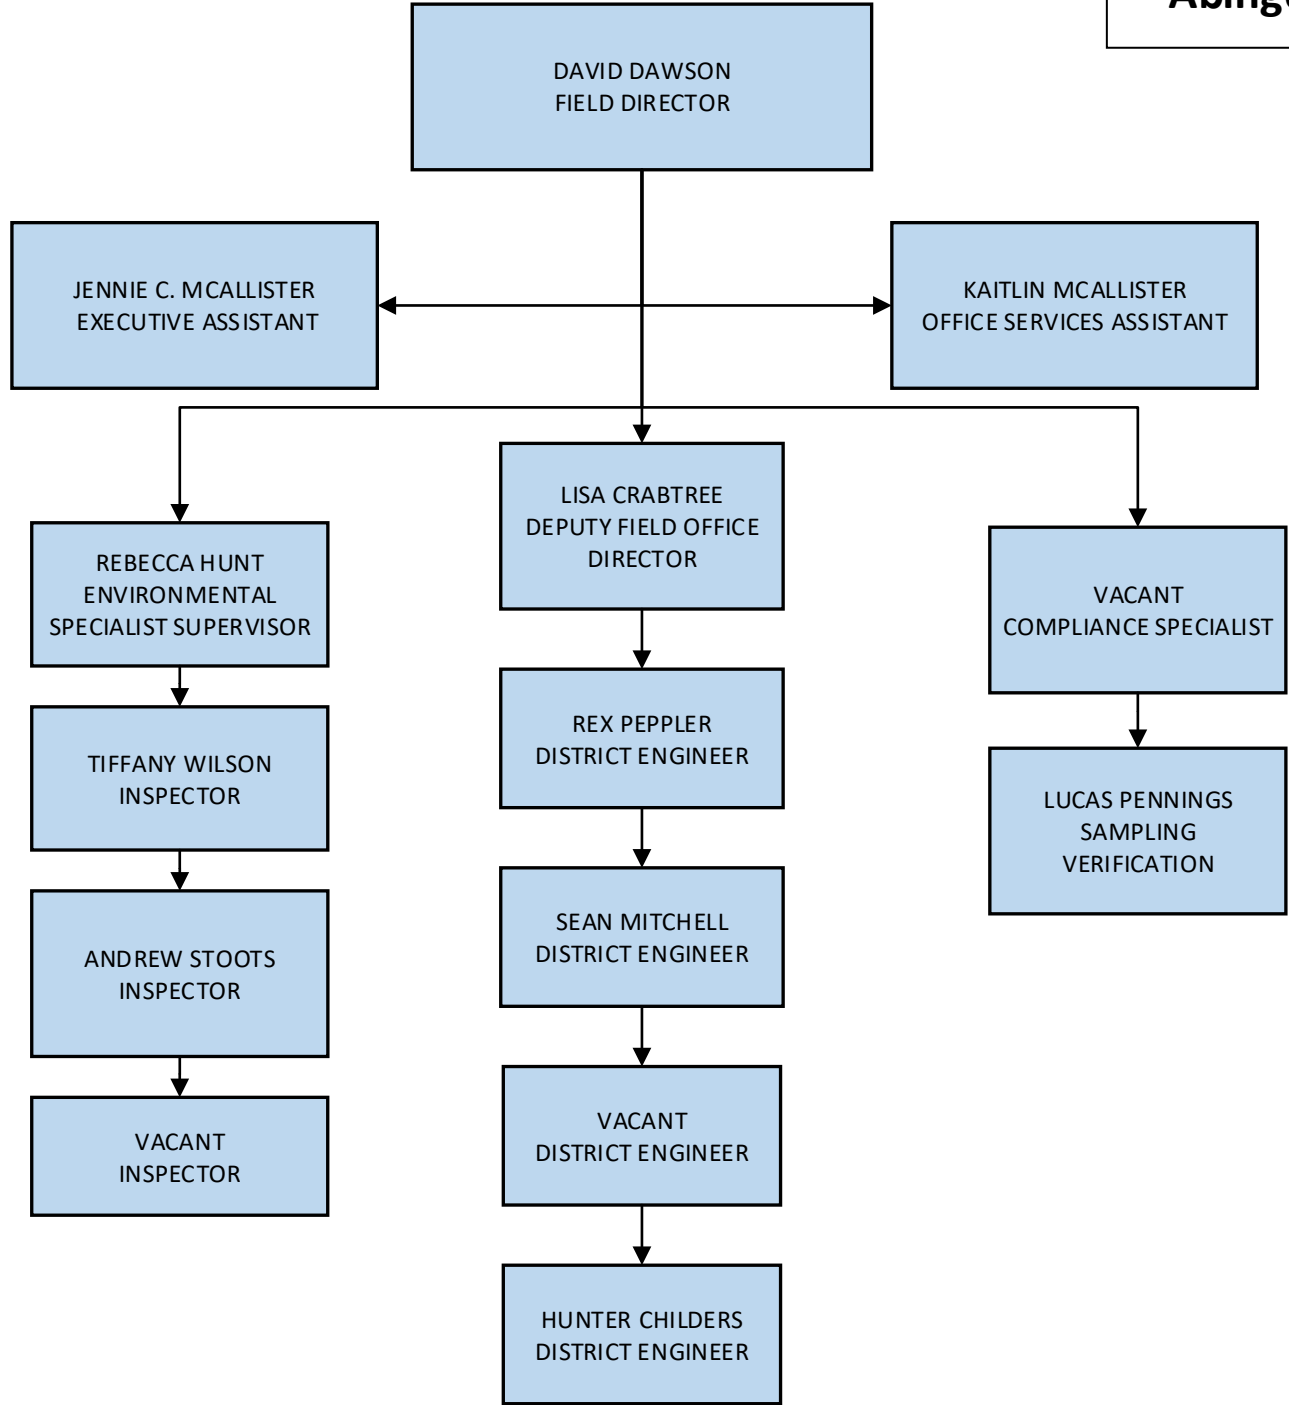 DAVID DAWSON
FIELD DIRECTOR
JENNIE C. MCALLISTER
EXECUTIVE ASSISTANT
KAITLIN MCALLISTER
OFFICE SERVICES ASSISTANT
LISA CRABTREE
DEPUTY FIELD OFFICE
DIRECTOR
REBECCA HUNT
ENVIRONMENTAL
SPECIALIST SUPERVISOR
VACANT
COMPLIANCE SPECIALIST
REX PEPPLER
DISTRICT ENGINEER
TIFFANY WILSON
INSPECTOR
LUCAS PENNINGS
SAMPLING
VERIFICATION
SEAN MITCHELL
DISTRICT ENGINEER
ANDREW STOOTS
INSPECTOR
VACANT
DISTRICT ENGINEER
VACANT
INSPECTOR
HUNTER CHILDERS
DISTRICT ENGINEER